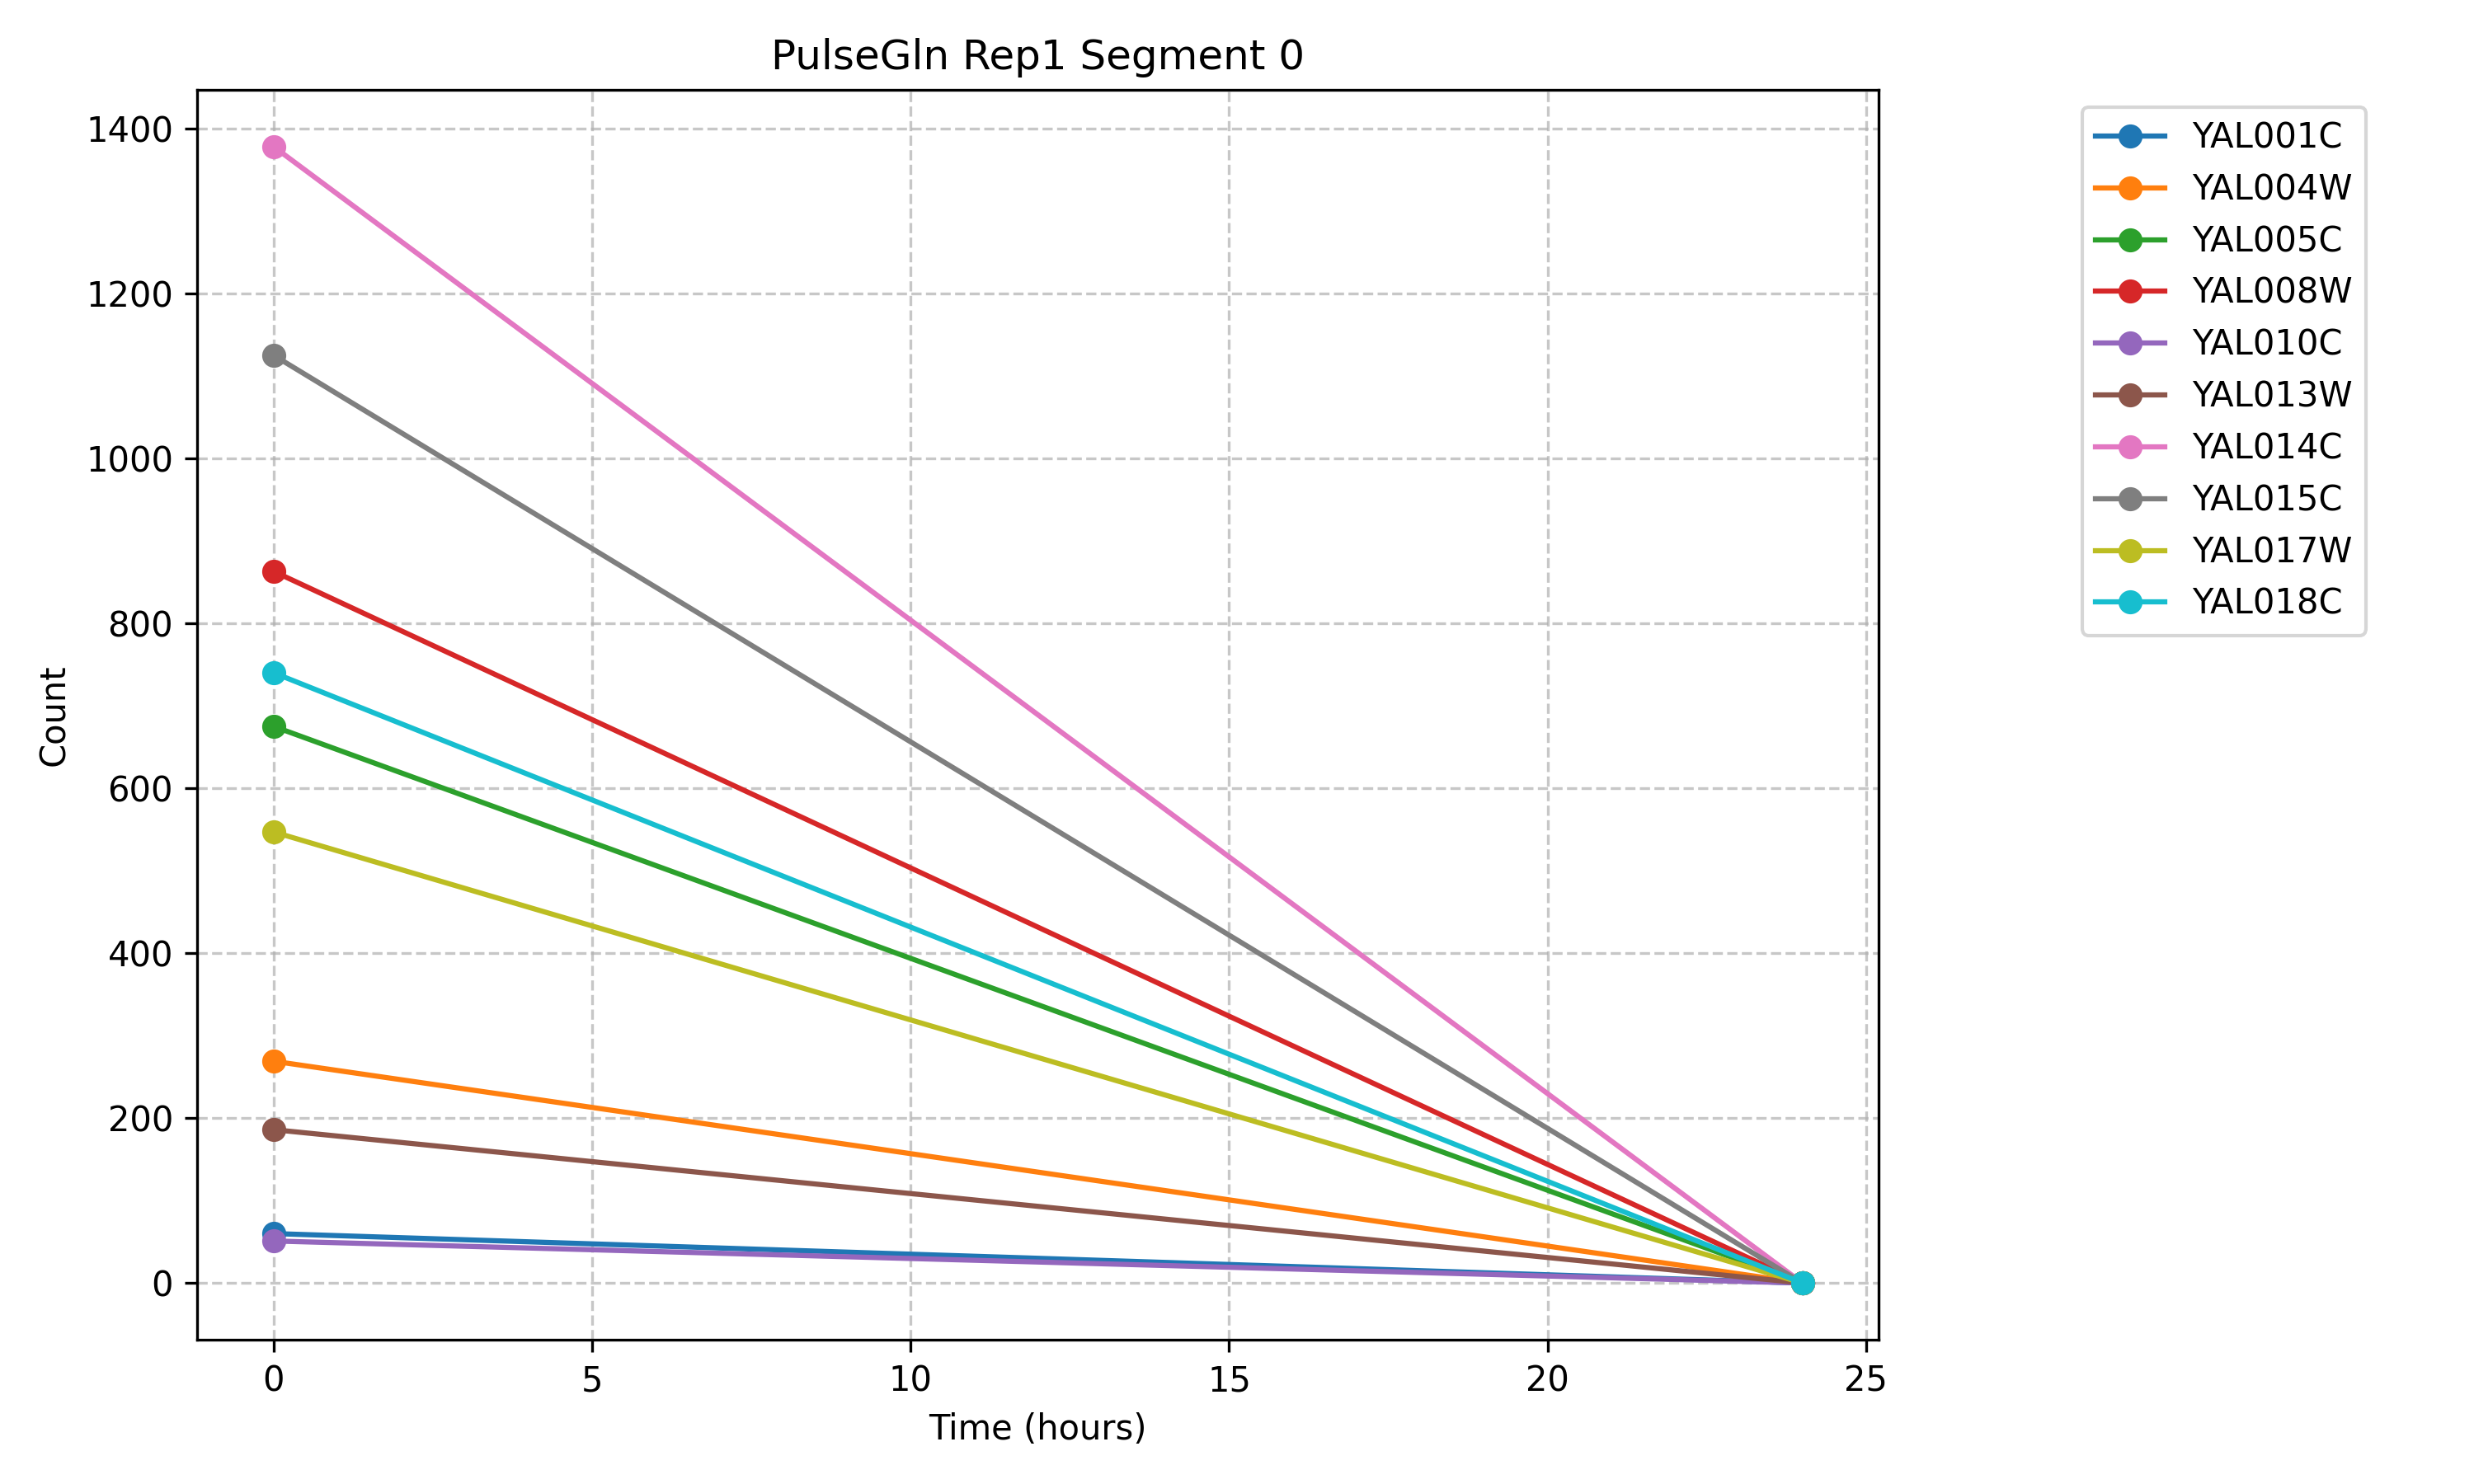 PulseGln Rep1 Segment 0
1400
1200
1000
800
600
400
200
0
Count
0 5 10 15 20 25
Time (hours)
YAL001C
YAL004W
YAL005C
YAL008W
YAL010C
YAL013W
YAL014C
YAL015C
YAL017W
YAL018C